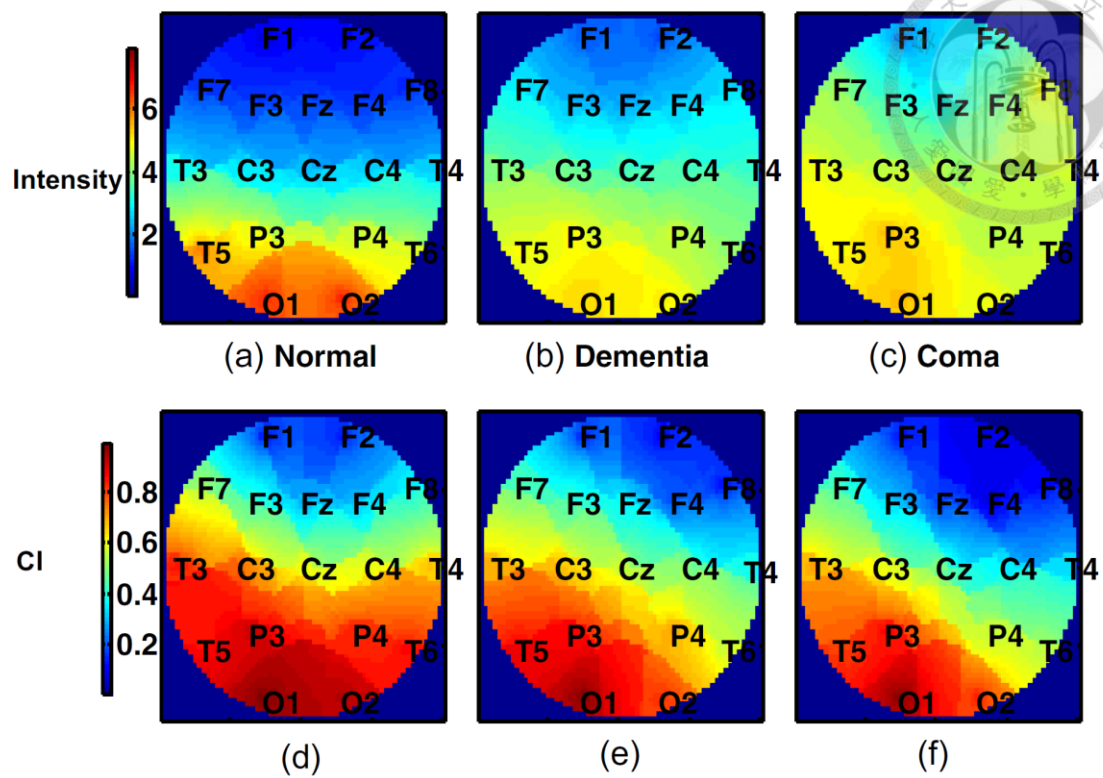 F1 F2 F1 F2 F1 F2
F7 F8 F7 F8 F7 F8
F3 Fz F4 F3 Fz F4 F3 Fz F4
6
T3 C3 Cz C4 T4 T3 C3 Cz C4 T4 T3 C3 Cz C4 T4
Intensity 4
2
P3 P4 P3 P4 P3 P4
T5 T6 T5 T6 T5 T6
O1 O2 O1 O2 O1 O2
(a) Normal (b) Dementia (c) Coma
F1 F2 F1 F2 F1 F2
0.8 F7 F8 F7 F8 F7 F8
F3 Fz F4 F3 Fz F4 F3 Fz F4
0.6
CI T3 C3 Cz C4 T4 T3 C3 Cz C4 T4 T3 C3 Cz C4 T4
0.4
0.2 P3 P4 P3 P4 P3 P4
T5 T6 T5 T6 T5 T6
O1 O2 O1 O2 O1 O2
(d) (e) (f)
愛 學